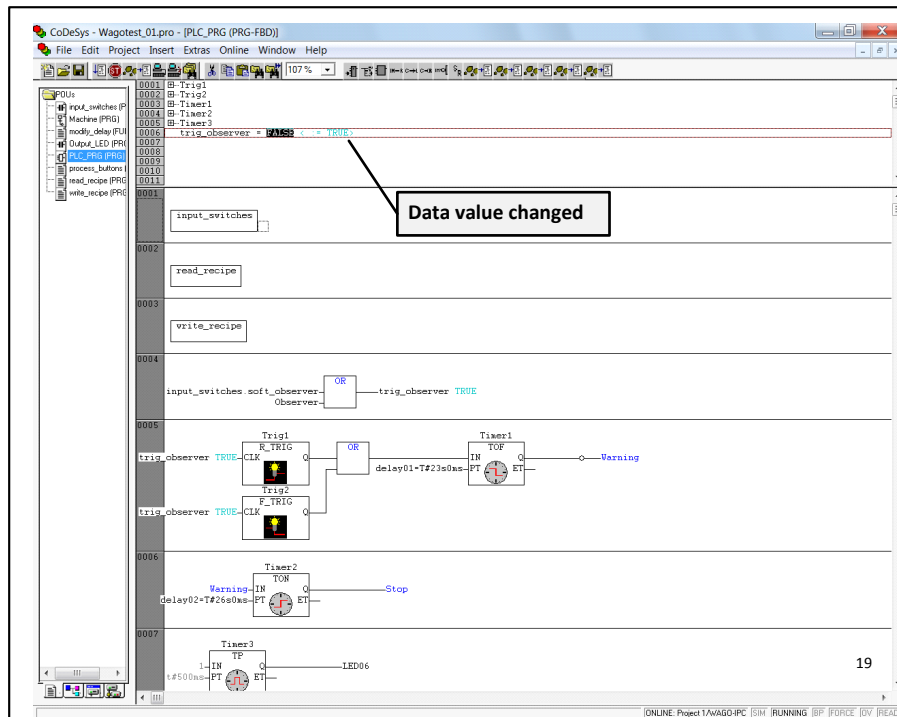 CoDeSys - Wagotest_01.pro - [PLC_PRG (PRG-FBD)]
File Edit Project Insert Extras Online Window Help
107%
POUs
input_switches (P
Machine (PRG)
modify_delay (FU
Output_LED (PR
PLC_PRG (PRG)
process_buttons (
read_recipe (PRG
write_recipe (PRG
0001 Trig1
0002 Trig2
0003 Timer1
0004 Timer2
0005 Timer3
0006 trig_observer = FALSE < := TRUE>
0007
0008
0009
0010
0011
Data value changed
0001
input_switches
0002
read_recipe
0003
write_recipe
0004
OR
input_switches.soft_observer trig_observer TRUE
Observer
0005
Trig1 Timer1
R_TRIG OR TOF
trig_observer TRUE CLK Q IN Q Warning
delay01=T#23s0ms PT ET
Trig2
F_TRIG
trig_observer TRUE CLK Q
0006
Timer2
TON
Warning IN Q Stop
delay02=T#26s0ms PT ET
0007
Timer3
TP
1 IN Q LED06
t#500ms PT ET
19
ONLINE: Project 1/WAGO-IPC SIM RUNNING BP FORCE OV READ